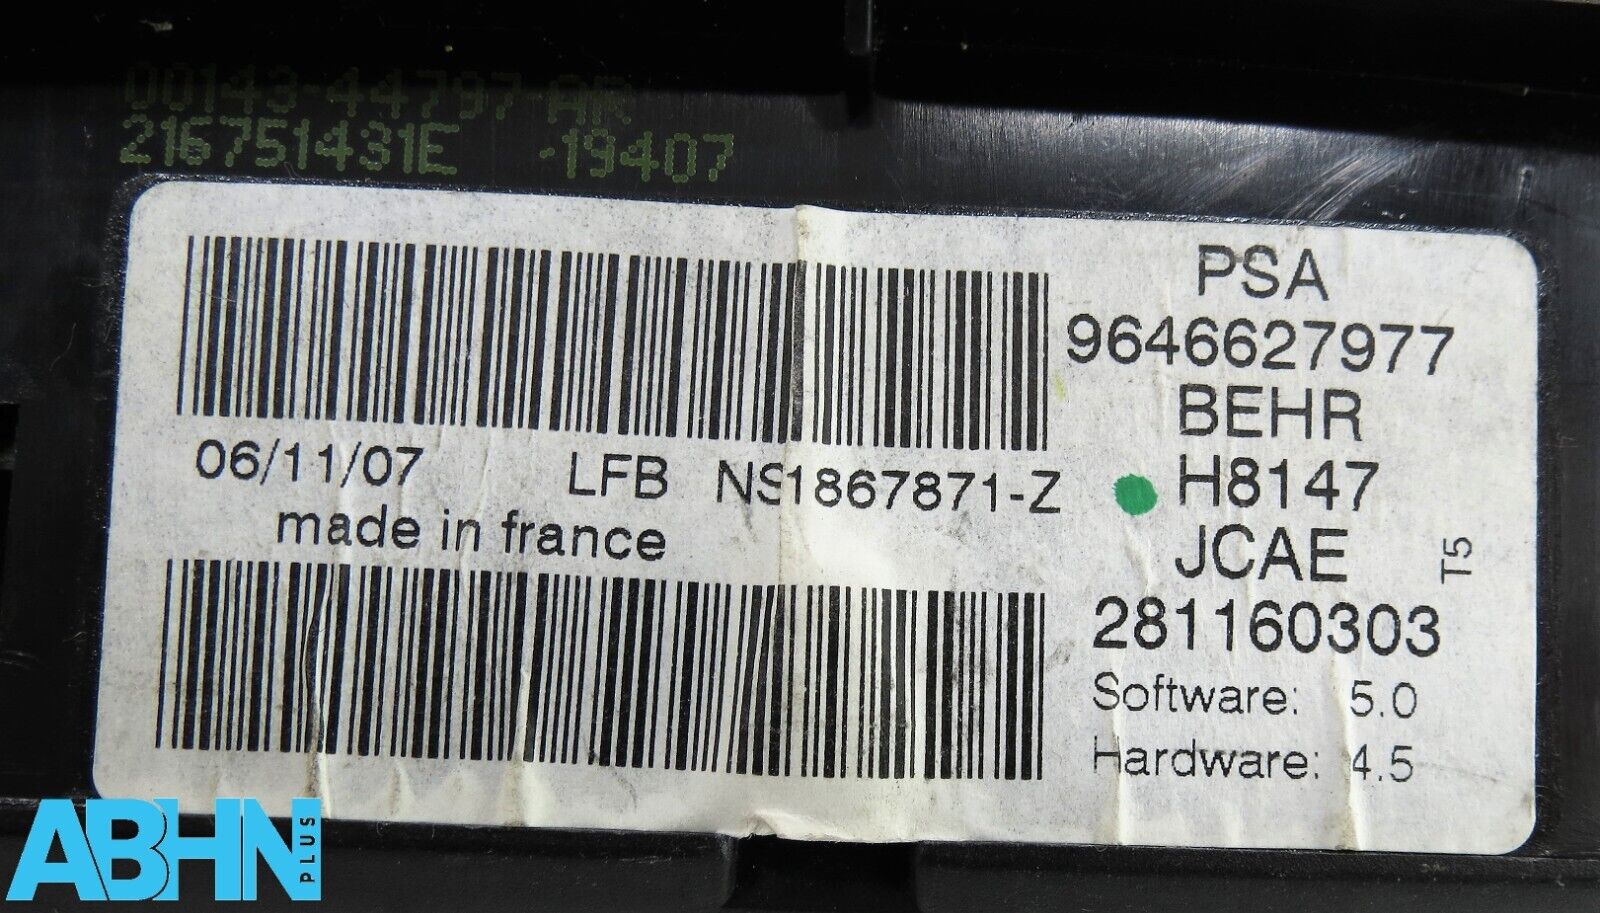 00143-44797-AR
216751431E -19407
PSA
9646627977
BEHR
H8147
JCAE
281160303
T5
Software: 5.0
Hardware: 4.5
06/11/07 LFB NS1867871-Z
made in france
ABHN PLUS